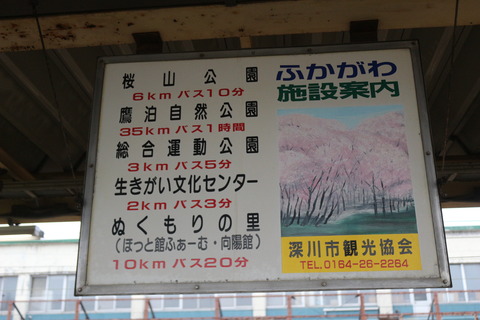 桜山公園
6kmバス10分
鷹泊自然公園
35kmバス1時間
総合運動公園
3kmバス5分
生きがい文化センター
2kmバス3分
ぬくもりの里
(ほっと館ふぁーむ・向陽館)
10kmバス20分
ふかがわ
施設案内
深川市観光協会
TEL.0164-26-2264